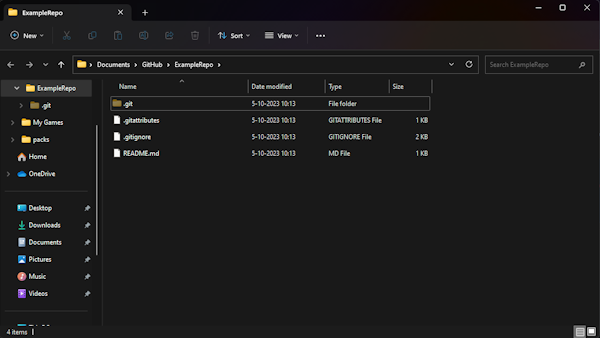 ExampleRepo
New
Sort
View
Documents > GitHub > ExampleRepo >
Search ExampleRepo
ExampleRepo
.git
My Games
packs
Home
OneDrive
Desktop
Downloads
Documents
Pictures
Music
Videos
Name Date modified Type Size
.git 5-10-2023 10:13 File folder
.gitattributes 5-10-2023 10:13 GITATTRIBUTES File 1 KB
.gitignore 5-10-2023 10:13 GITIGNORE File 2 KB
README.md 5-10-2023 10:13 MD File 1 KB
4 items